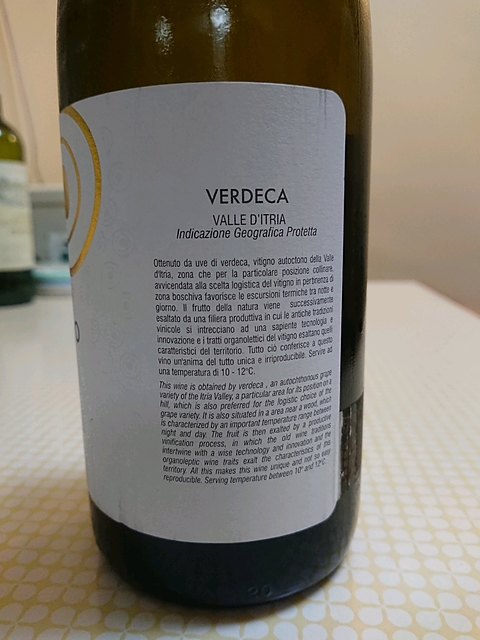 VERDECA
VALLE D'ITRIA
Indicazione Geografica Protetta
Ottenuto da uve di verdeca, vitigno autoctono della Valle
d'Itria, zona che per la particolare posizione collinare,
avvicendata alla scelta logistica del vitigno in pertinenza di
zona boschiva favorisce le escursioni termiche tra notte e
giorno. Il frutto della natura viene successivamente
esaltato da una filiera produttiva in cui le antiche tradizioni
vinicole si intrecciano ad una sapiente tecnologia e
innovazione e i tratti organolettici del vitigno esaltano quelli
caratteristici del territorio. Tutto ciò conferisce a questo
vino un'anima del tutto unica e irriproducibile. Servire ad
una temperatura di 10 - 12°C.
This wine is obtained by verdeca , an autochthonous grape
variety of the Itria Valley, a particular area for its position on a
hill, which is also preferred for the logistic choice of the
grape variety. It is also situated in a area near a wood, which
is characterized by an important temperature range between
night and day. The fruit is then exalted by a productive
vinification process, in which the old wine traditions
intertwine with a wise technology and innovation and the
organoleptic wine traits exalt the characteristics of this
territory. All this makes this wine unique and not so easy
reproducible. Serving temperature between 10° and 12°C.
O
20